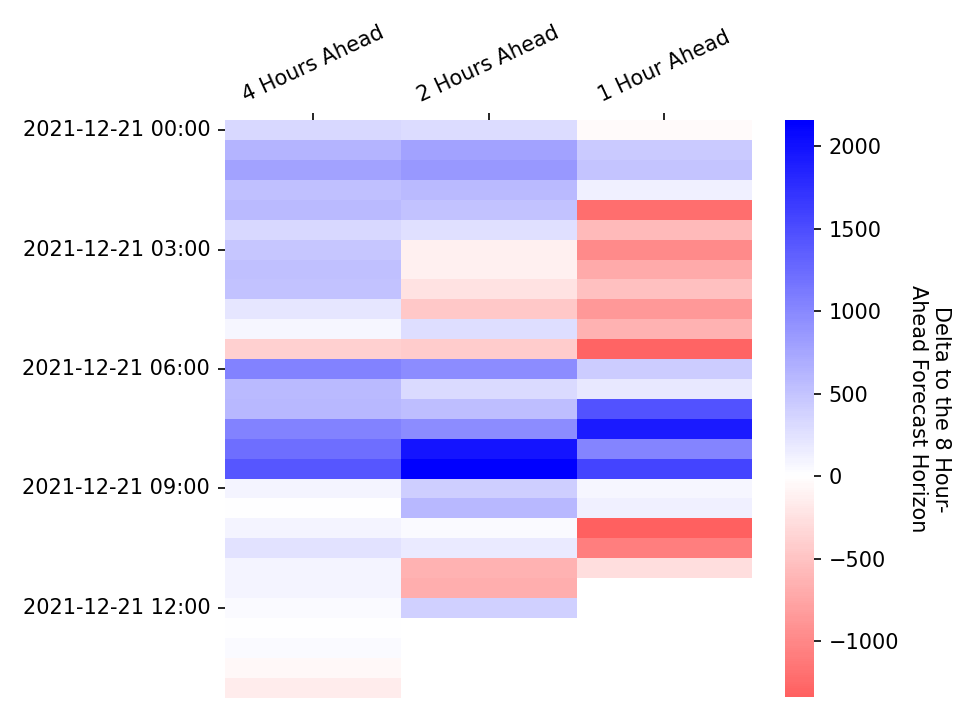 4 Hours Ahead
2 Hours Ahead
1 Hour Ahead
2021-12-21 00:00
2021-12-21 03:00
2021-12-21 06:00
2021-12-21 09:00
2021-12-21 12:00
2000
1500
1000
500
0
−500
−1000
Delta to the 8 Hour-
Ahead Forecast Horizon